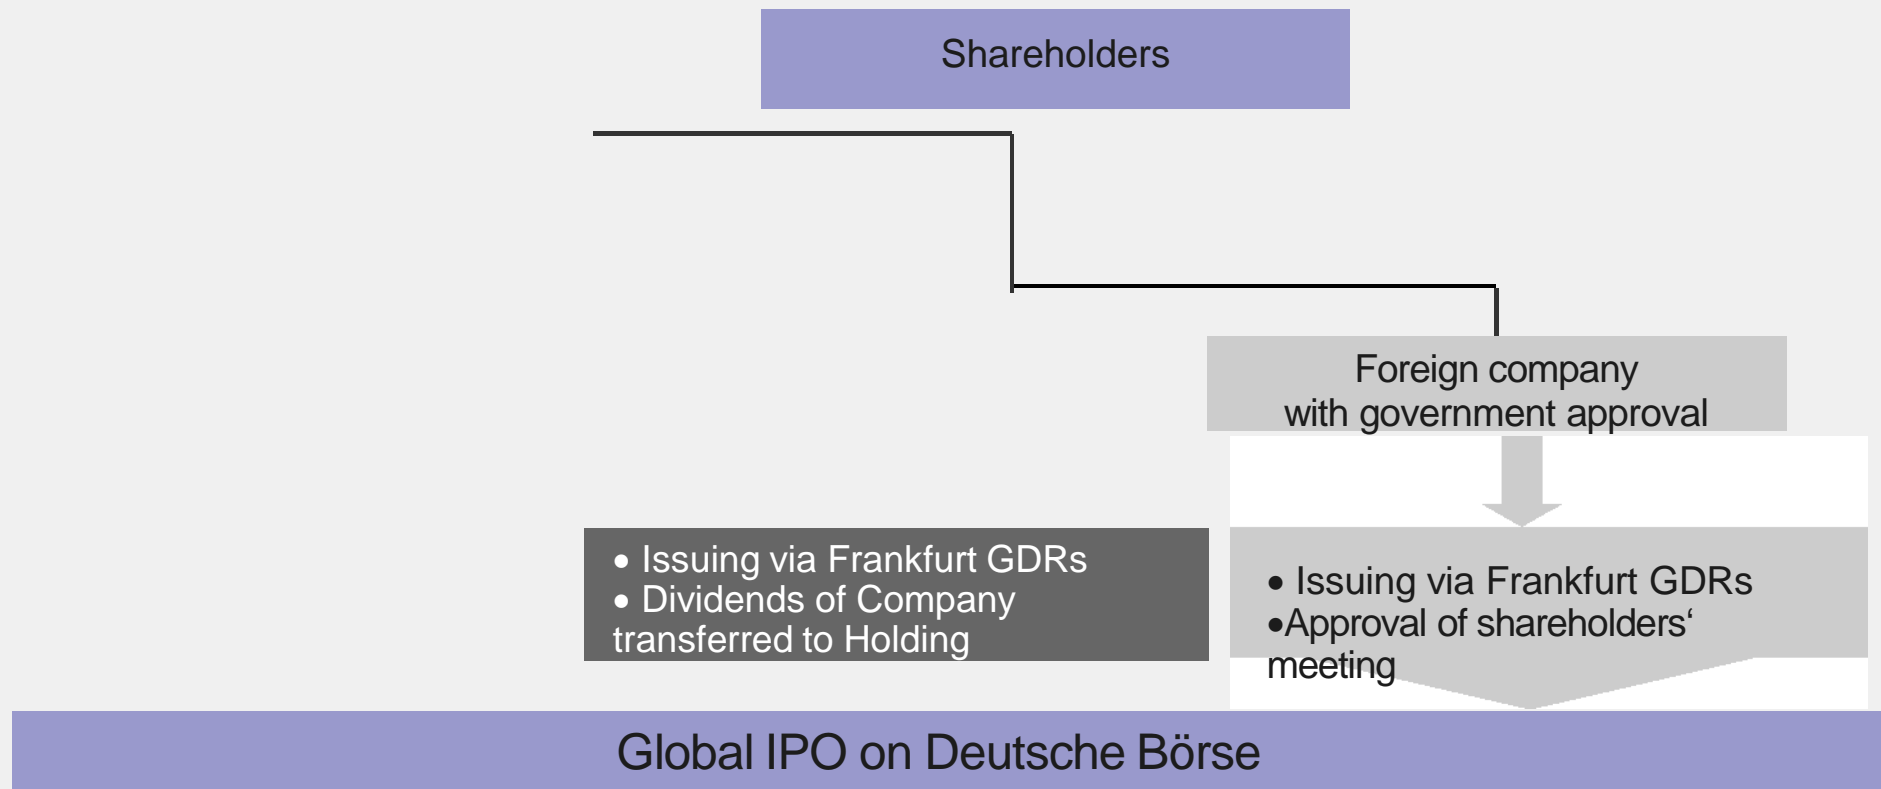 Shareholders
Foreign company
with government approval
• Issuing via Frankfurt GDRs
• Dividends of Company
transferred to Holding
• Issuing via Frankfurt GDRs
•Approval of shareholders‘
meeting
Global IPO on Deutsche Börse